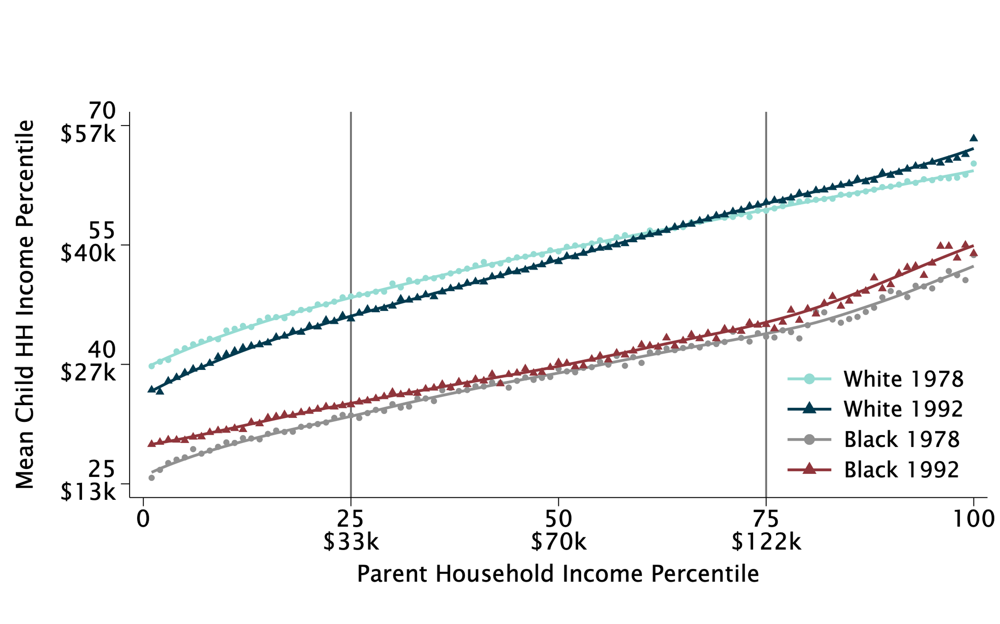 Mean Child HH Income Percentile
70
$57k
55
$40k
40
$27k
25
$13k
White 1978
White 1992
Black 1978
Black 1992
0 25 50 75 100
$33k $70k $122k
Parent Household Income Percentile